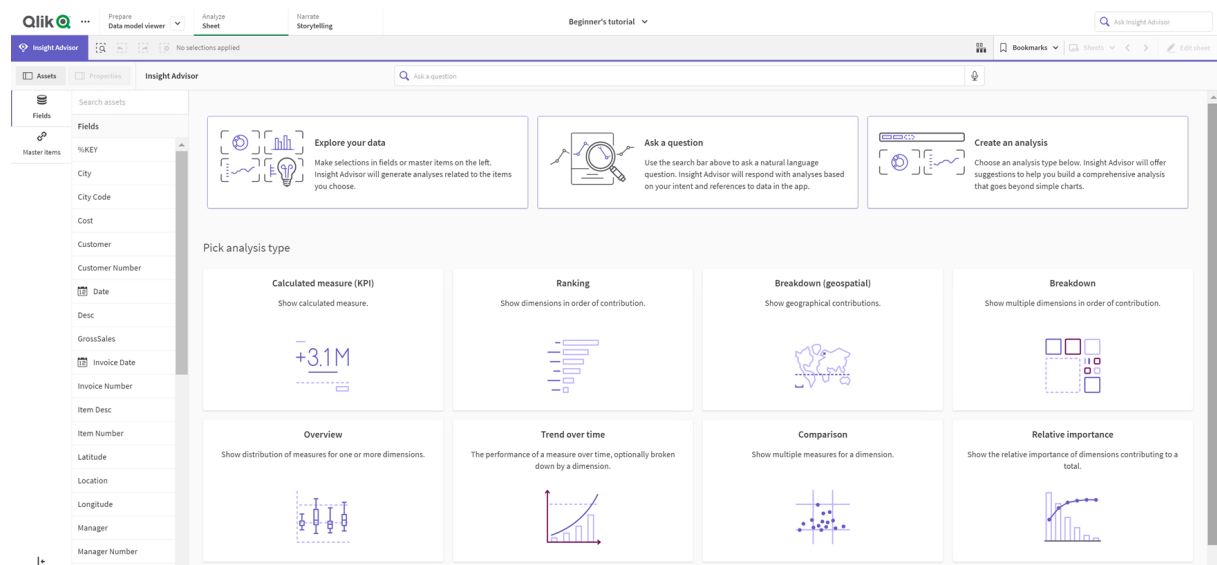 Qlik
Prepare
Data model viewer
Analyze
Sheet
Narrate
Storytelling
Beginner's tutorial
Ask Insight Advisor
Insight Advisor
No selections applied
Bookmarks
Sheets
Edit sheet
Assets
Properties
Insight Advisor
Ask a question
Fields
Master items
Search assets
Fields
%KEY
City
City Code
Cost
Customer
Customer Number
Date
Desc
GrossSales
Invoice Date
Invoice Number
Item Desc
Item Number
Latitude
Location
Longitude
Manager
Manager Number
Explore your data
Make selections in fields or master items on the left.
Insight Advisor will generate analyses related to the items
you choose.
Ask a question
Use the search bar above to ask a natural language
question. Insight Advisor will respond with analyses based
on your intent and references to data in the app.
Create an analysis
Choose an analysis type below. Insight Advisor will offer
suggestions to help you build a comprehensive analysis
that goes beyond simple charts.
Pick analysis type
Calculated measure (KPI)
Show calculated measure.
+3.1M
Ranking
Show dimensions in order of contribution.
Breakdown (geospatial)
Show geographical contributions.
Breakdown
Show multiple dimensions in order of contribution.
Overview
Show distribution of measures for one or more dimensions.
Trend over time
The performance of a measure over time, optionally broken
down by a dimension.
Comparison
Show multiple measures for a dimension.
Relative importance
Show the relative importance of dimensions contributing to a
total.